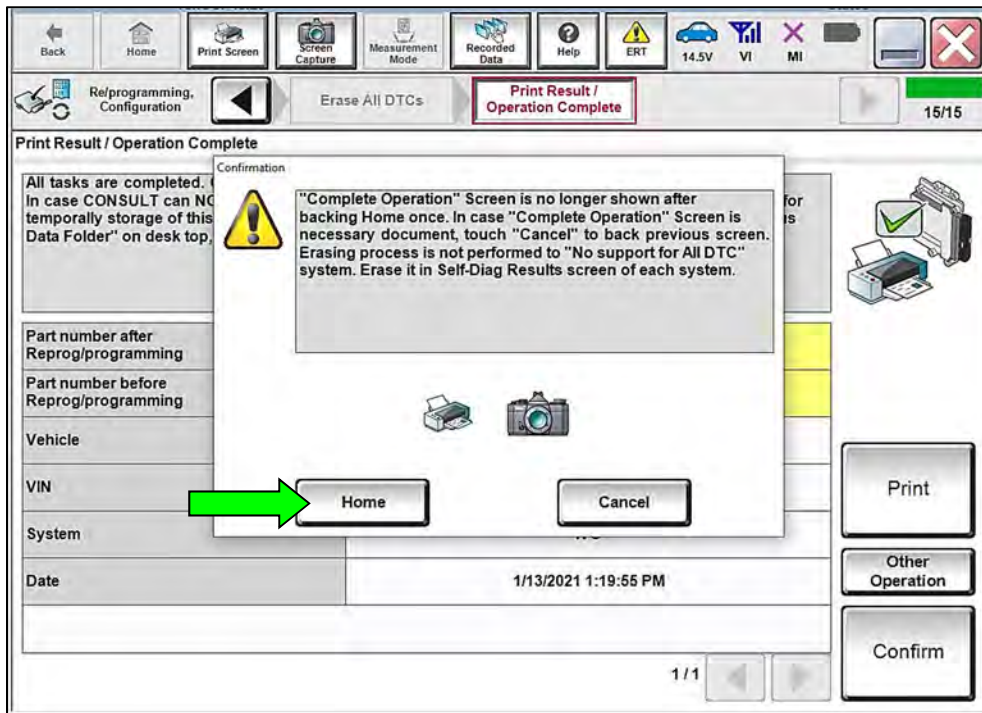 Back
Home
Print Screen
Screen
Capture
Measurement
Mode
Recorded
Data
Help
ERT
14.5V
VI
MI
Re/programming,
Configuration
Erase All DTCs
Print Result /
Operation Complete
15/15
Print Result / Operation Complete
All tasks are completed.
In case CONSULT can NO
for
temporally storage of this
Data Folder" on desk top,
Confirmation
"Complete Operation" Screen is no longer shown after
backing Home once. In case "Complete Operation" Screen is
necessary document, touch "Cancel" to back previous screen.
Erasing process is not performed to "No support for All DTC"
system. Erase it in Self-Diag Results screen of each system.
Home
Cancel
Part number after
Reprog/programming
Part number before
Reprog/programming
Vehicle
VIN
System
Date
1/13/2021 1:19:55 PM
1/1
Print
Other
Operation
Confirm